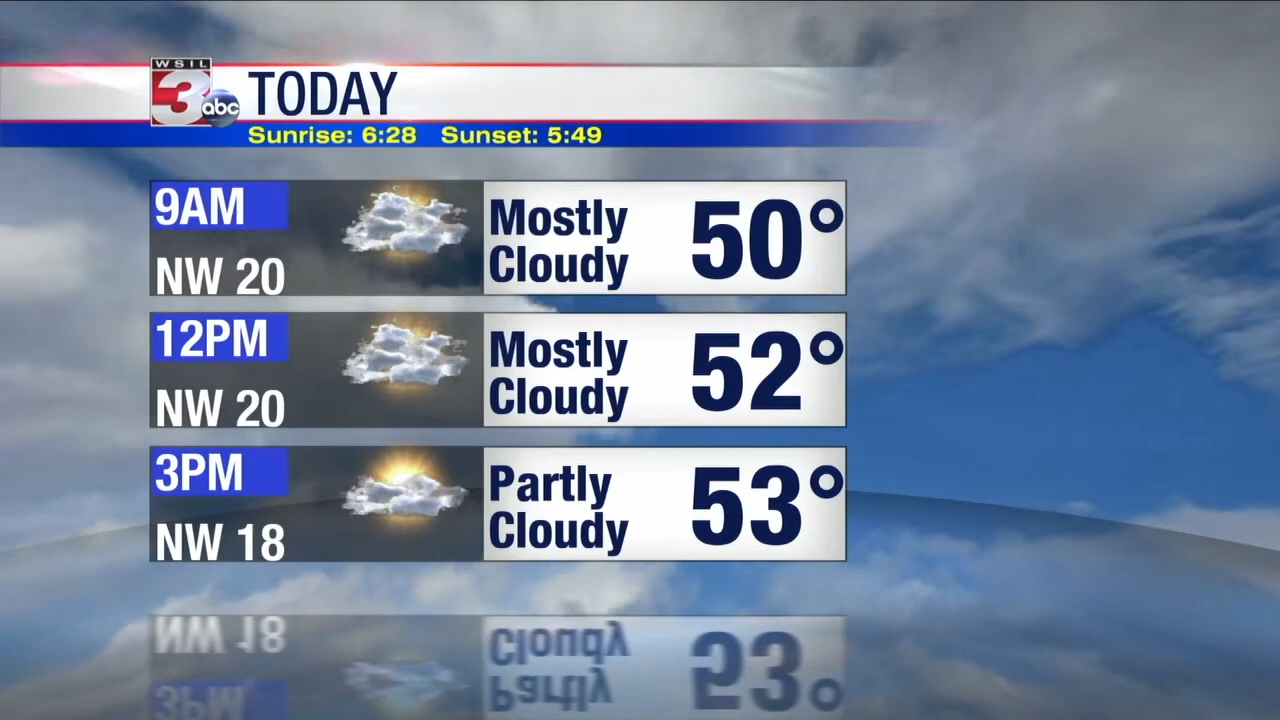 WSIL
3
abc
TODAY
Sunrise: 6:28 Sunset: 5:49
9AM
NW 20
Mostly
Cloudy
50°
12PM
NW 20
Mostly
Cloudy
52°
3PM
NW 18
Partly
Cloudy
53°